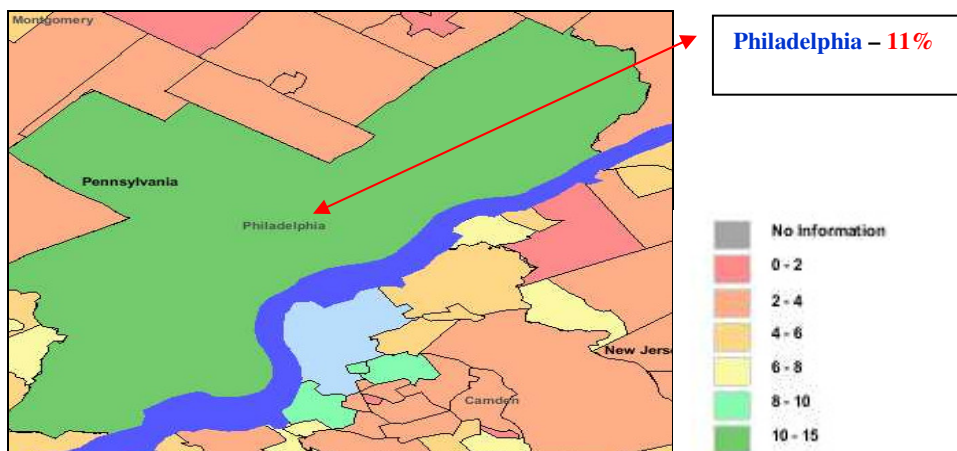 Montgomery
Philadelphia – 11%
Pennsylvania
Philadelphia
No Information
0 - 2
2 - 4
4 - 6
New Jerse
6 - 8
8 - 10
Camden
10 - 15